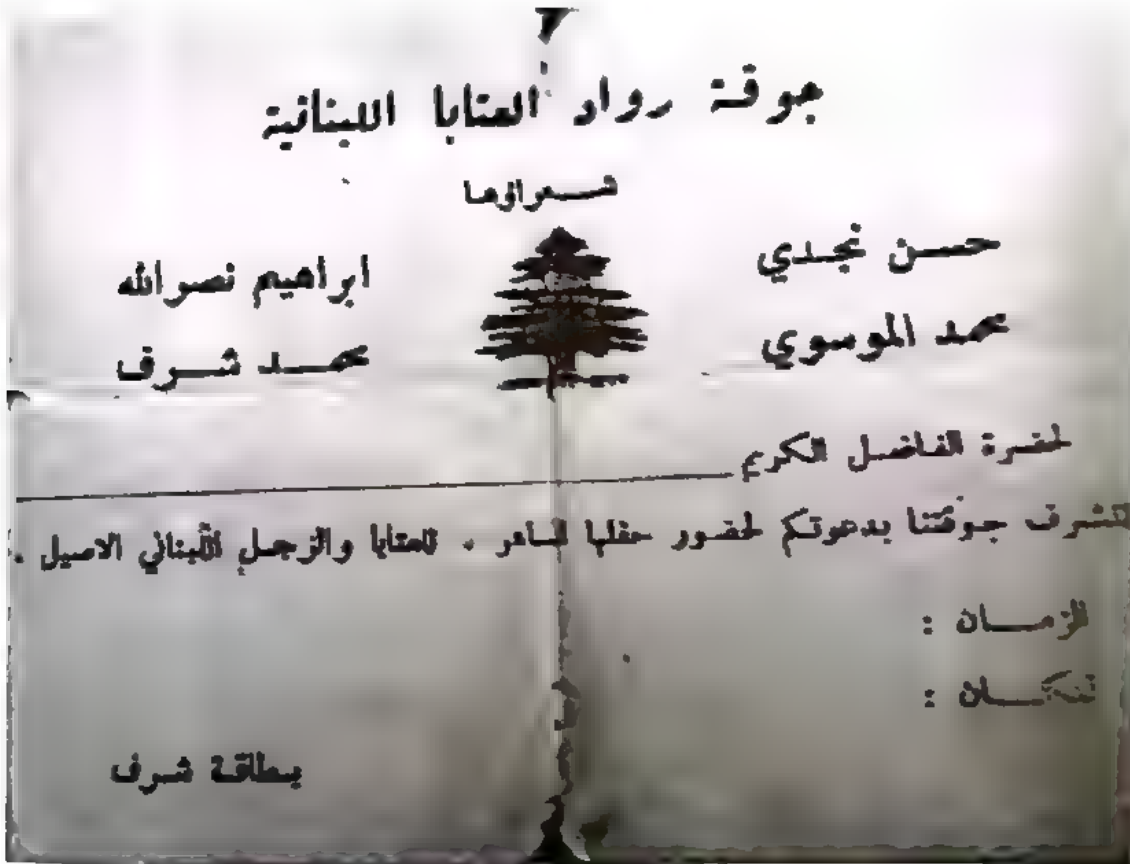 جوقة رواد العتابا اللبنانية
شعراؤها
حسن نجدي
ابراهيم نصرالله
محمد الموسوي
محمد شرف
لحضرة الفاضل الكريم
تتشرف جوقتنا بدعوتكم لحضور حفلها الساهر . للعتابا والزجل اللبناني الاصيل .
الزمان :
المكان :
بطاقة شرف